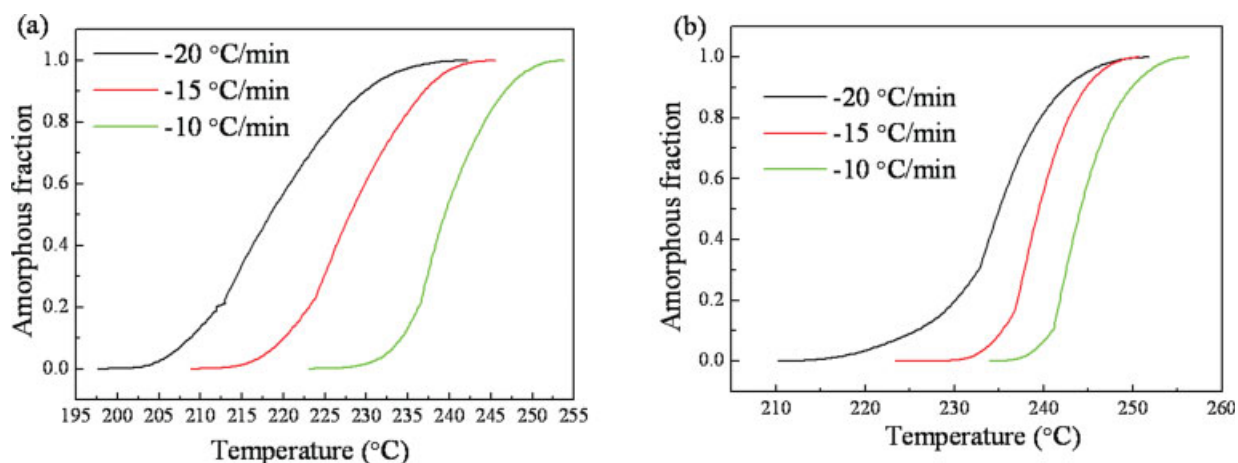 (a)
-20 °C/min
-15 °C/min
-10 °C/min
1.0
0.8
0.6
0.4
0.2
0.0
Amorphous fraction
195 200 205 210 215 220 225 230 235 240 245 250 255
Temperature (°C)
(b)
-20 °C/min
-15 °C/min
-10 °C/min
1.0
0.8
0.6
0.4
0.2
0.0
Amorphous fraction
210 220 230 240 250 260
Temperature (°C)